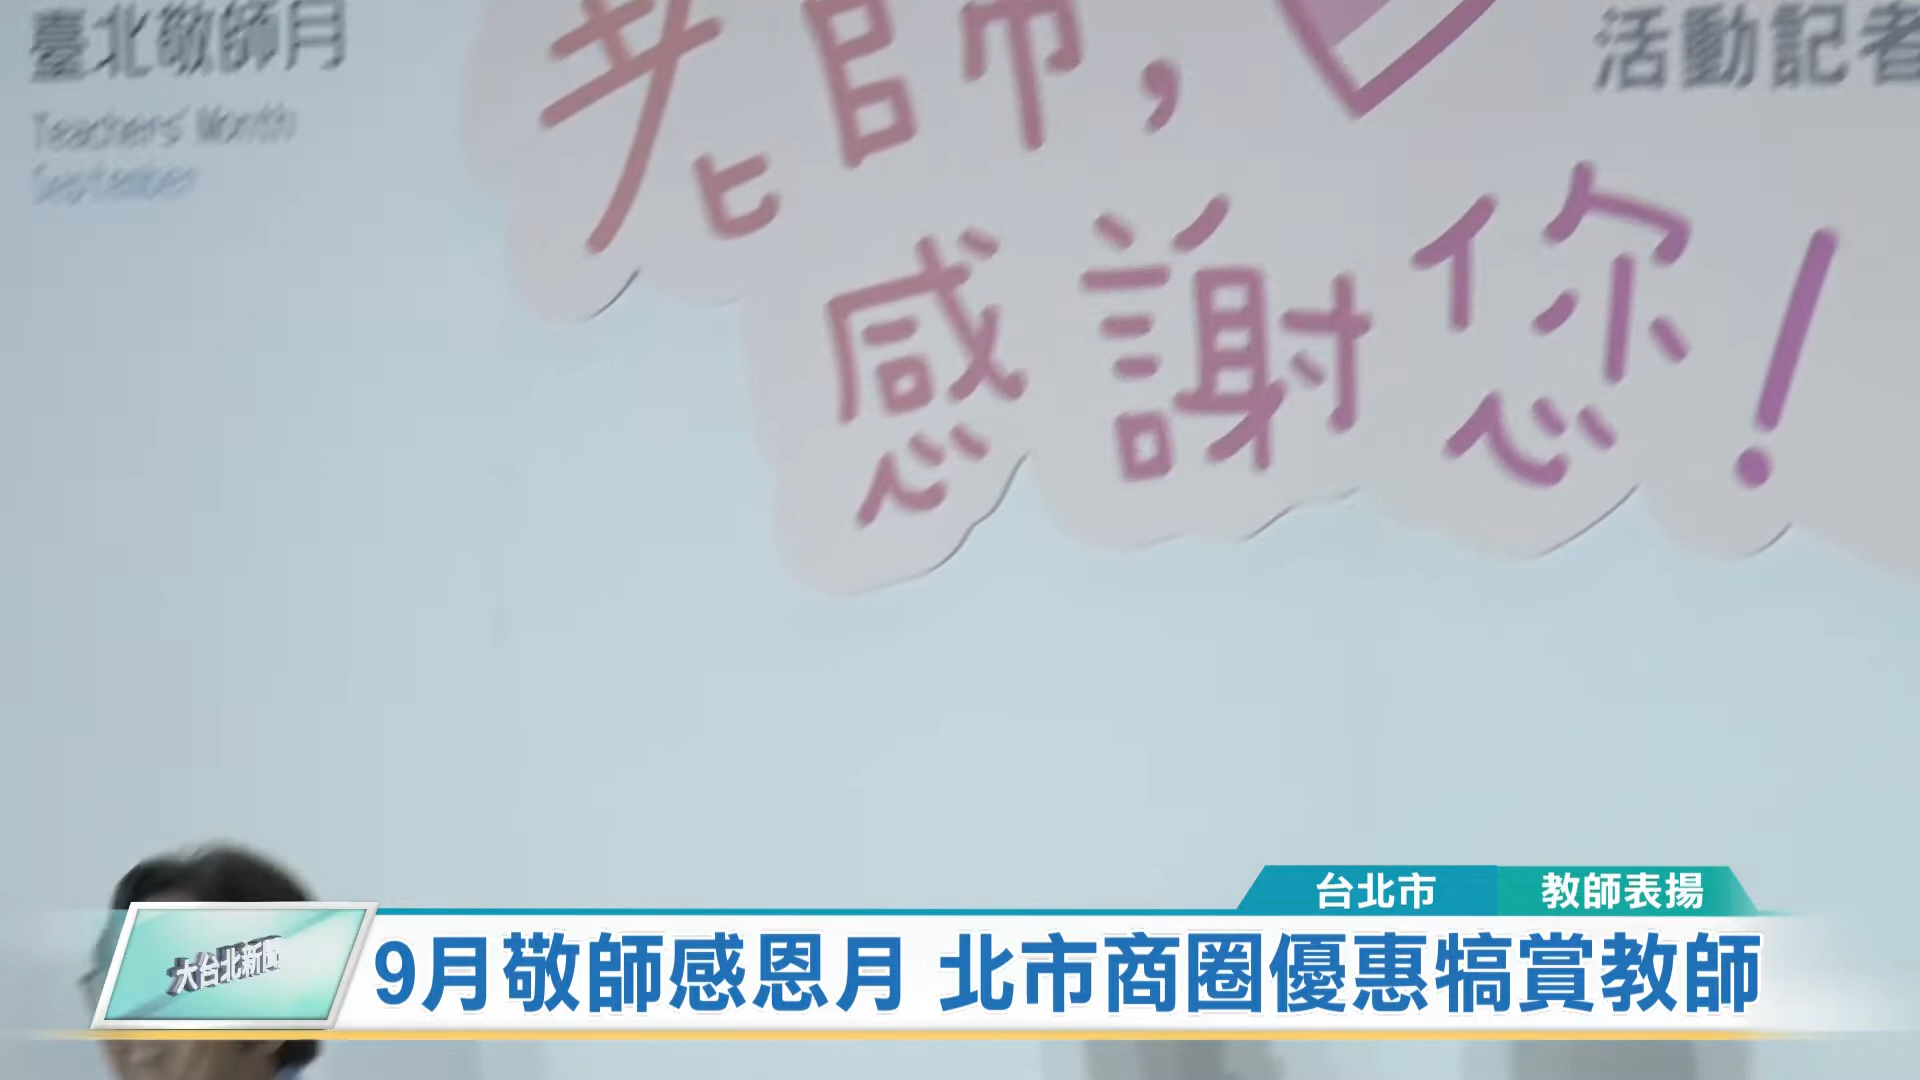 臺北敬師月
Teachers' Month
September
老師,
感謝您!
活動記者
台北市
教師表揚
大台北新聞
9月敬師感恩月 北市商圈優惠犒賞教師